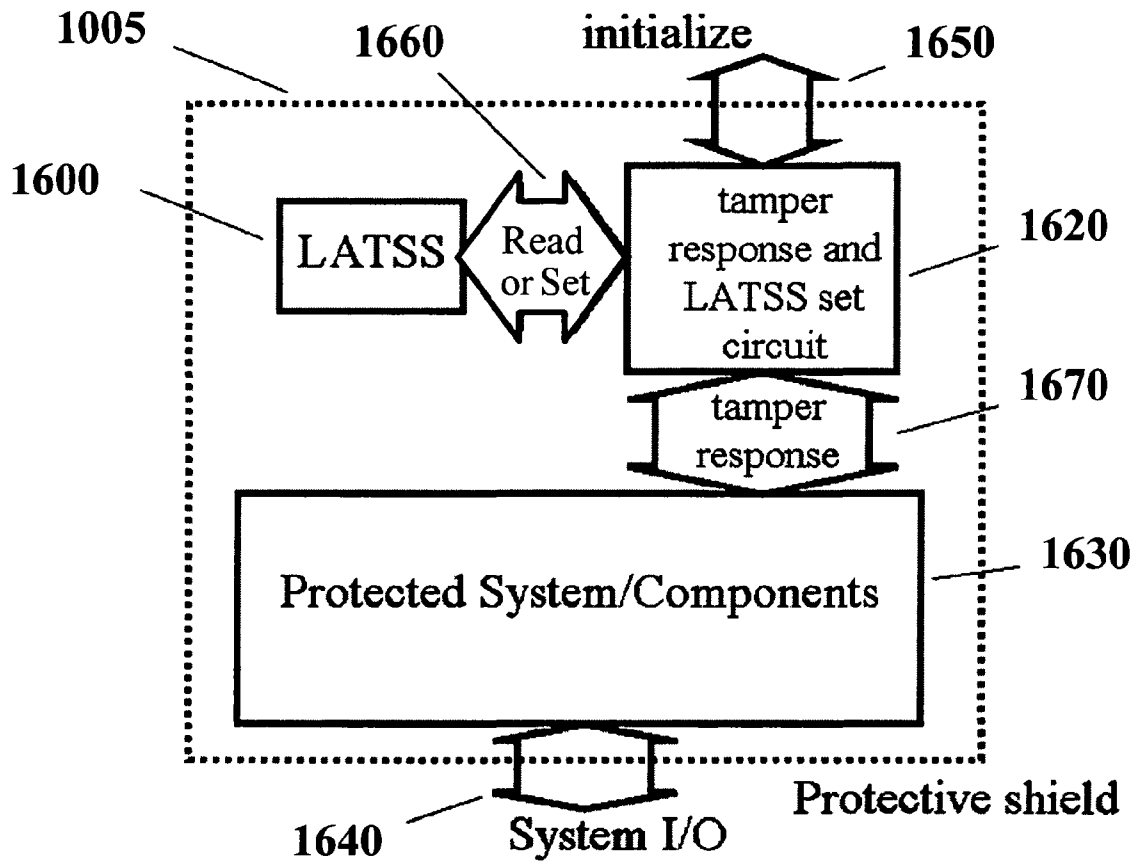 1005
1660
initialize
1650
1600
LATSS
Read
or Set
tamper
response and
LATSS set
circuit
1620
tamper
response
1670
Protected System/Components
1630
Protective shield
1640
System I/O